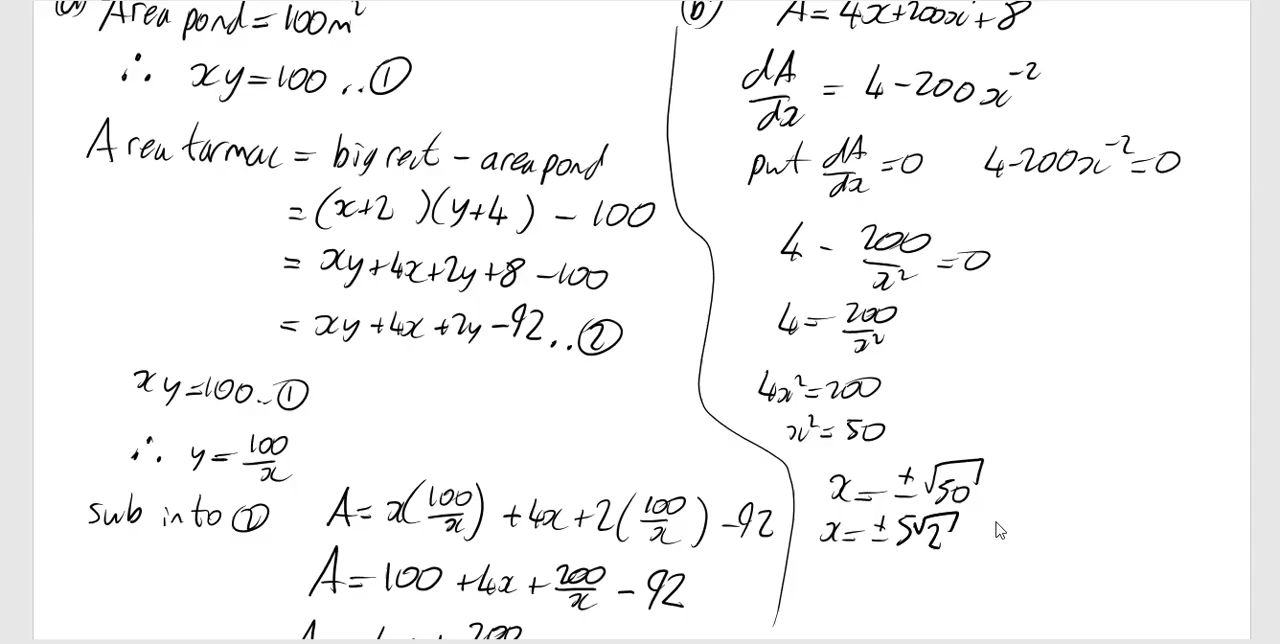 (a) Area pond = 100m²
∴ xy = 100 ..①
Area tarmac = big rect - area pond
= (x+2 )(y+4) - 100
= xy+4x+2y+8-100
= xy+4x+2y-92..②
xy=100..①
∴ y = 100/x
sub into ② A= x(100/x) +4x+2(100/x) -92
A = 100 +4x+ 200/x - 92
(b) A = 4x+200x⁻¹+8
dA/dx = 4-200x⁻²
put dA/dx =0 4-200x⁻²=0
4 - 200/x² =0
4 = 200/x²
4x²=200
x²= 50
x = ±√50
x = ±5√2